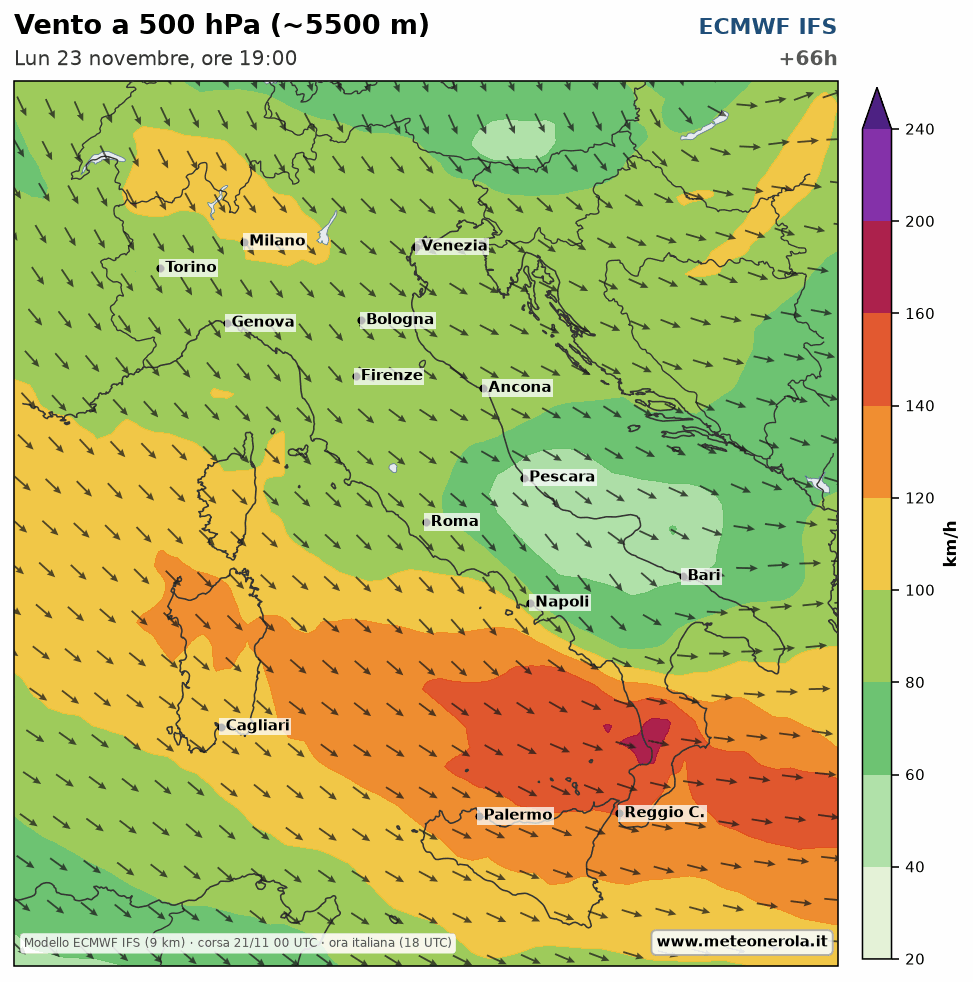 Vento a 500 hPa (~5500 m)
ECMWF IFS
Lun 23 novembre, ore 19:00
+66h
Milano
Venezia
Torino
Genova
Bologna
Firenze
Ancona
Pescara
Roma
Bari
Napoli
Cagliari
Palermo
Reggio C.
240
200
160
140
120
100
80
60
40
20
km/h
Modello ECMWF IFS (9 km) · corsa 21/11 00 UTC · ora italiana (18 UTC)
www.meteonerola.it